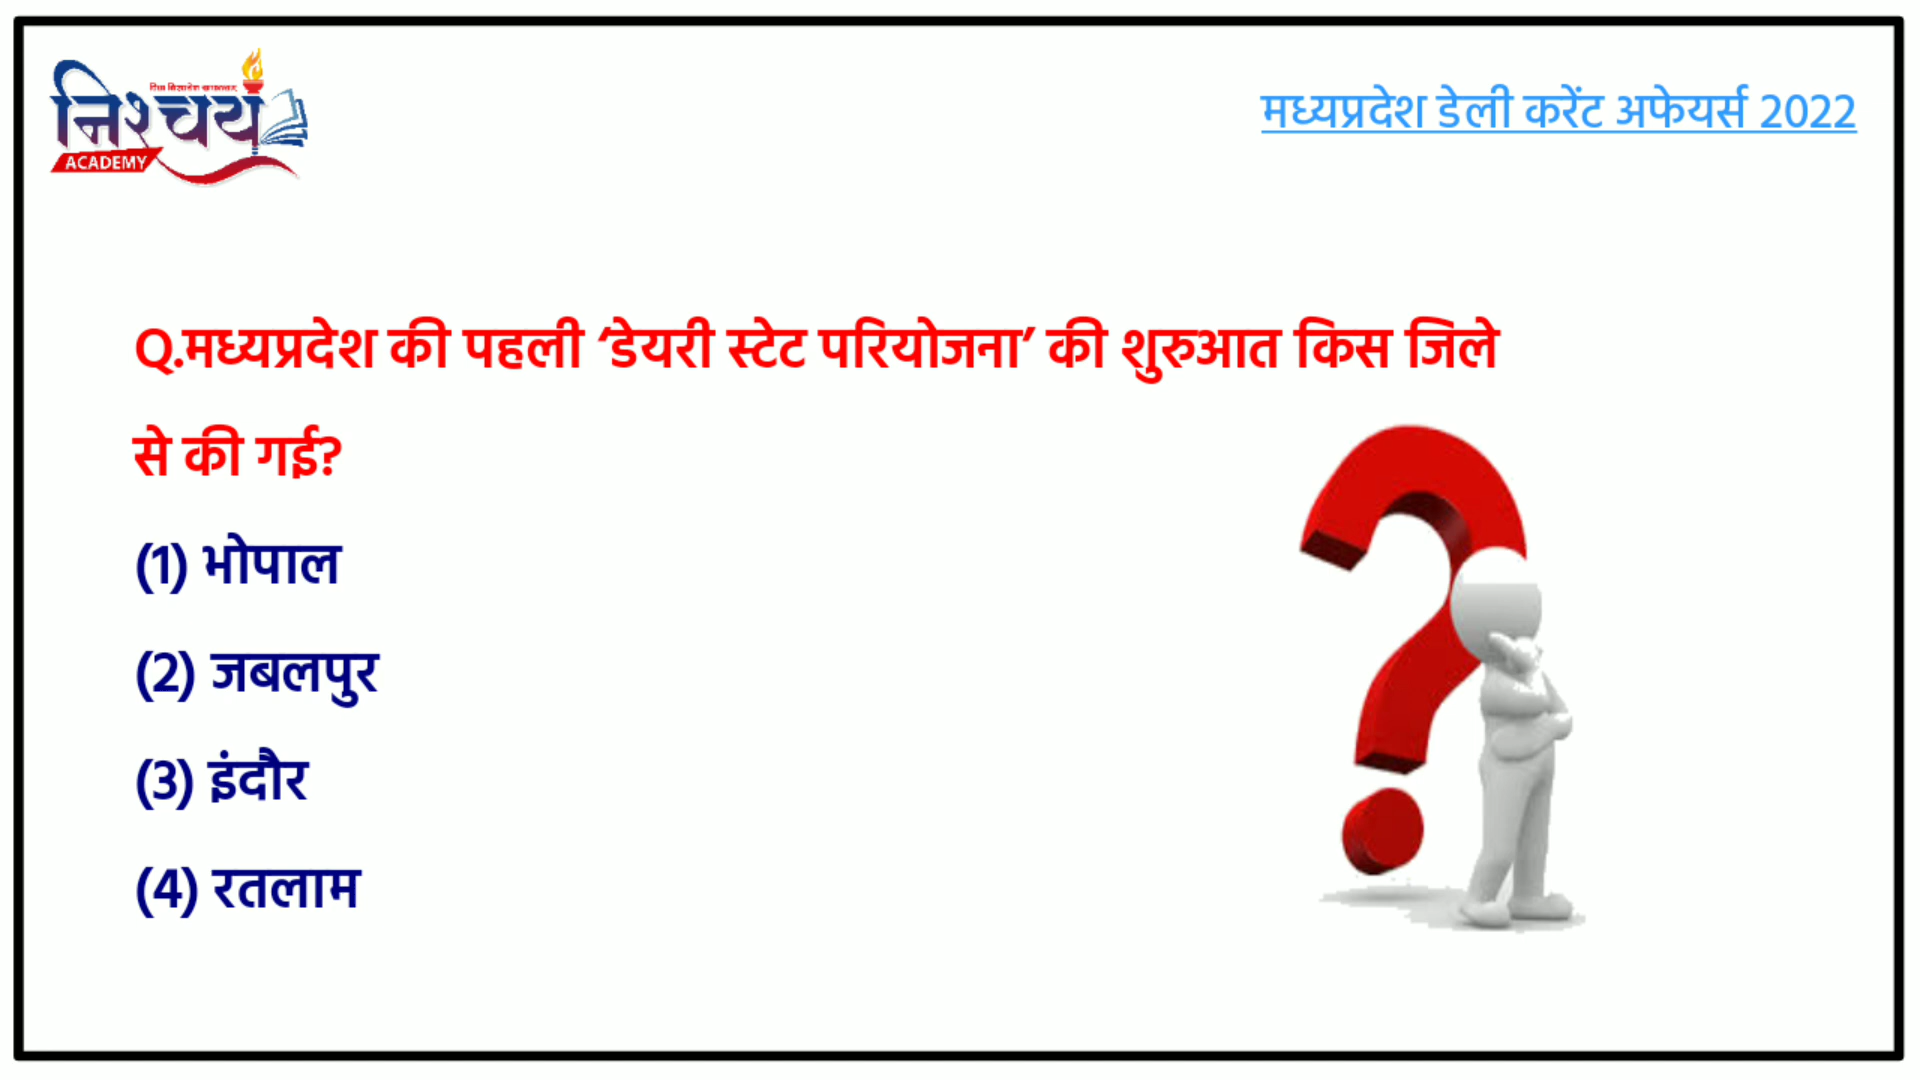 निश्चय
ACADEMY
मध्यप्रदेश डेली करेंट अफेयर्स 2022
Q.मध्यप्रदेश की पहली ‘डेयरी स्टेट परियोजना’ की शुरुआत किस जिले
से की गई?
(1) भोपाल
(2) जबलपुर
(3) इंदौर
(4) रतलाम